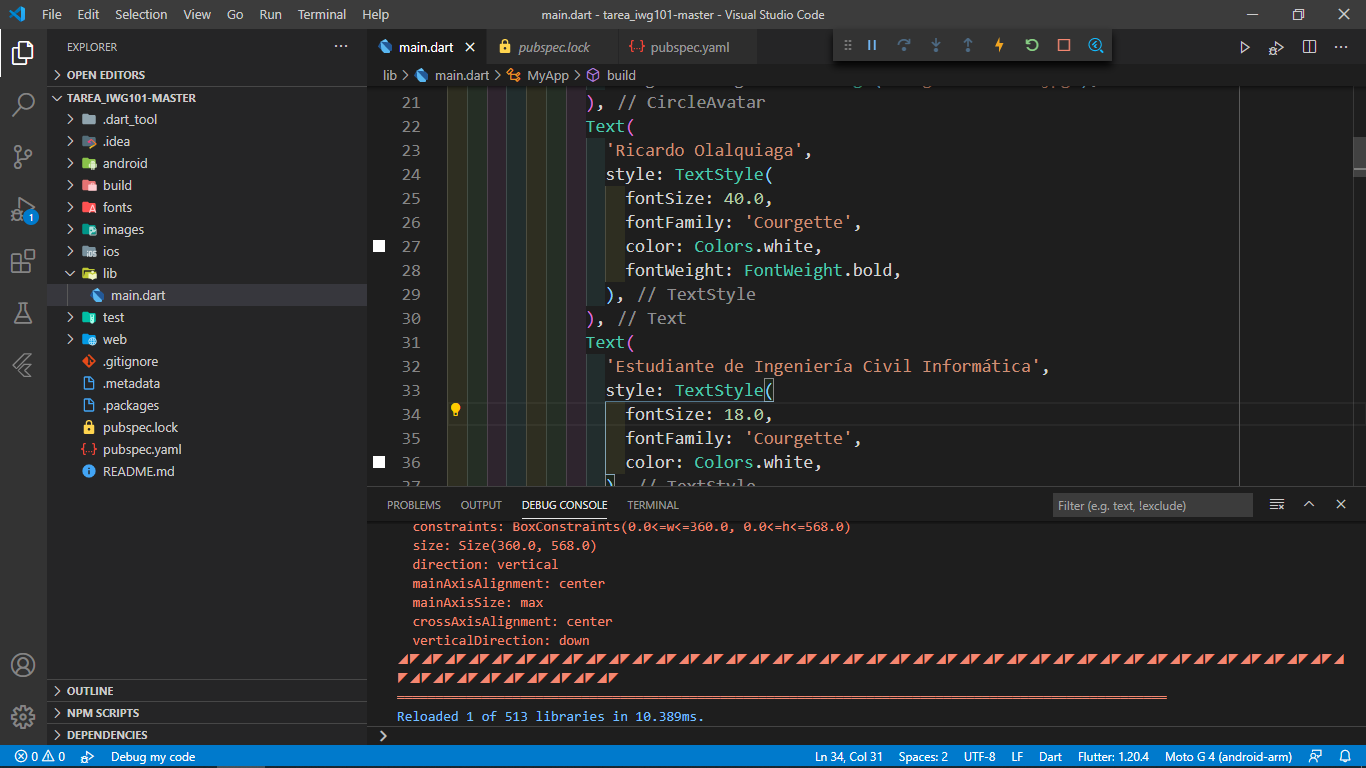 File Edit Selection View Go Run Terminal Help main.dart - tarea_iwg101-master - Visual Studio Code
EXPLORER
OPEN EDITORS
TAREA_IWG101-MASTER
.dart_tool
.idea
android
build
fonts
images
ios
lib
main.dart
test
web
.gitignore
.metadata
.packages
pubspec.lock
pubspec.yaml
README.md
OUTLINE
NPM SCRIPTS
DEPENDENCIES
1
main.dart pubspec.lock pubspec.yaml
lib > main.dart > MyApp > build
21 ), // CircleAvatar
22 Text(
23 'Ricardo Olalquiaga',
24 style: TextStyle(
25 fontSize: 40.0,
26 fontFamily: 'Courgette',
27 color: Colors.white,
28 fontWeight: FontWeight.bold,
29 ), // TextStyle
30 ), // Text
31 Text(
32 'Estudiante de Ingeniería Civil Informática',
33 style: TextStyle(
34 fontSize: 18.0,
35 fontFamily: 'Courgette',
36 color: Colors.white,
37 ), // TextStyle
PROBLEMS OUTPUT DEBUG CONSOLE TERMINAL Filter (e.g. text, !exclude)
constraints: BoxConstraints(0.0<=w<=360.0, 0.0<=h<=568.0)
size: Size(360.0, 568.0)
direction: vertical
mainAxisAlignment: center
mainAxisSize: max
crossAxisAlignment: center
verticalDirection: down
Reloaded 1 of 513 libraries in 10.389ms.
0 0 Debug my code Ln 34, Col 31 Spaces: 2 UTF-8 LF Dart Flutter: 1.20.4 Moto G 4 (android-arm)